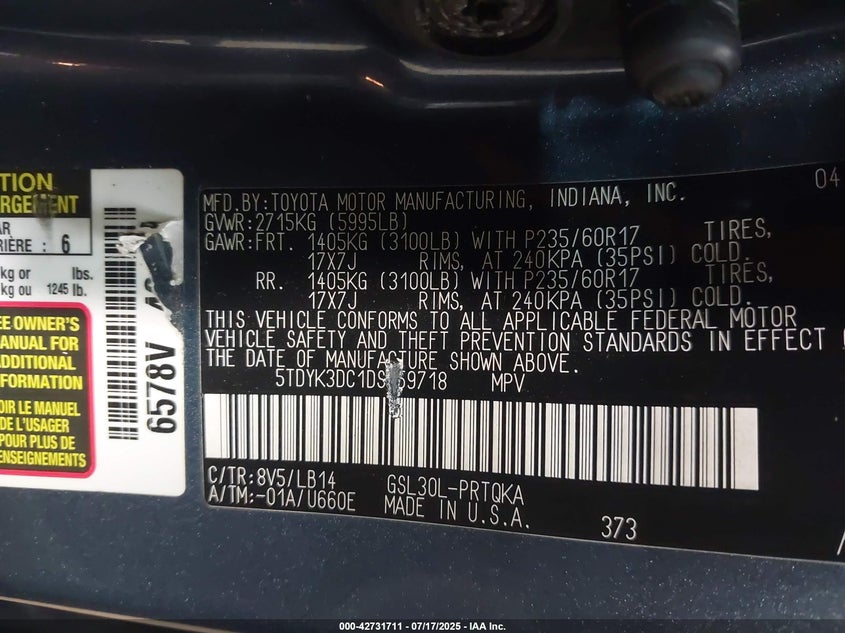 TION
RGEMENT
AR
RIÈRE : 6
kg or lbs.
kg ou 1245 lb.
EE OWNER'S
MANUAL FOR
ADDITIONAL
FORMATION
OIR LE MANUEL
DE L'USAGER
POUR PLUS DE
ENSEIGNEMENTS
6578V
04
MFD.BY:TOYOTA MOTOR MANUFACTURING, INDIANA, INC.
GVWR:2715KG (5995LB)
GAWR:FRT. 1405KG (3100LB) WITH P235/60R17 TIRES,
17X7J RIMS, AT 240KPA (35PSI) COLD.
RR. 1405KG (3100LB) WITH P235/60R17 TIRES,
17X7J RIMS, AT 240KPA (35PSI) COLD.
THIS VEHICLE CONFORMS TO ALL APPLICABLE FEDERAL MOTOR
VEHICLE SAFETY AND THEFT PREVENTION STANDARDS IN EFFECT
THE DATE OF MANUFACTURE SHOWN ABOVE.
MPV
C/TR:8V5/LB14 GSL30L-PRTQKA
A/TM:-01A/U660E MADE IN U.S.A.
373
000-42731711 - 07/17/2025 - IAA Inc.